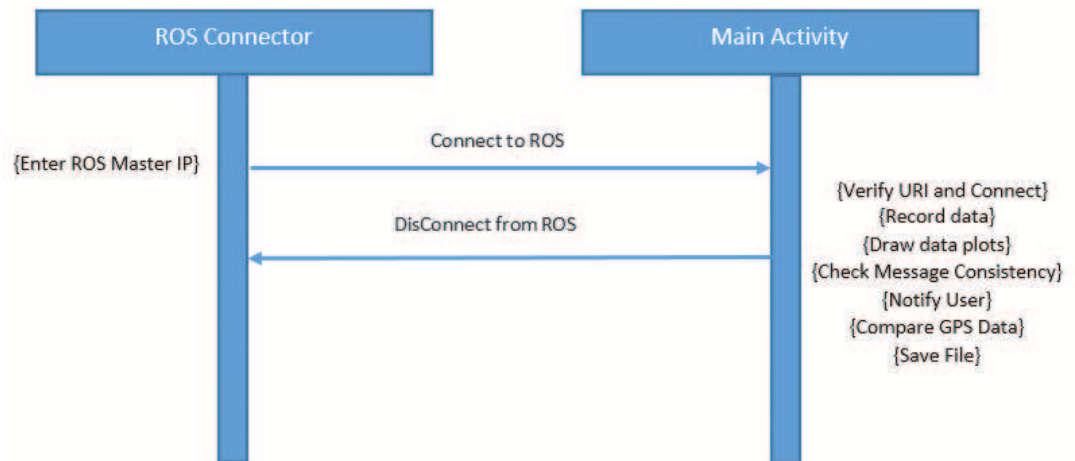 ROS Connector
Main Activity
Connect to ROS
{Enter ROS Master IP}
{Verify URI and Connect}
{Record data}
DisConnect from ROS
{Draw data plots}
{Check Message Consistency}
{Notify User}
{Compare GPS Data}
{Save File}